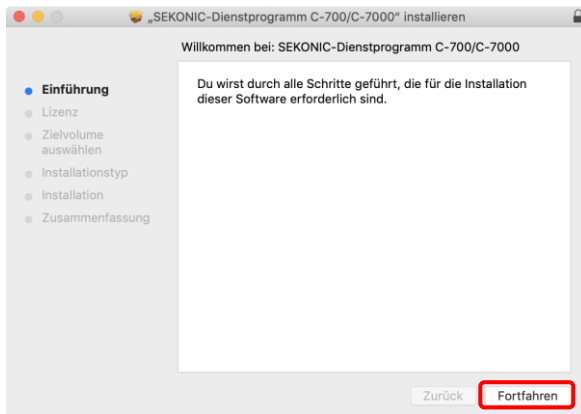 „SEKONIC-Dienstprogramm C-700/C-7000“ installieren
Willkommen bei: SEKONIC-Dienstprogramm C-700/C-7000
Einführung
Lizenz
Zielvolume
auswählen
Installationstyp
Installation
Zusammenfassung
Du wirst durch alle Schritte geführt, die für die Installation
dieser Software erforderlich sind.
Zurück
Fortfahren